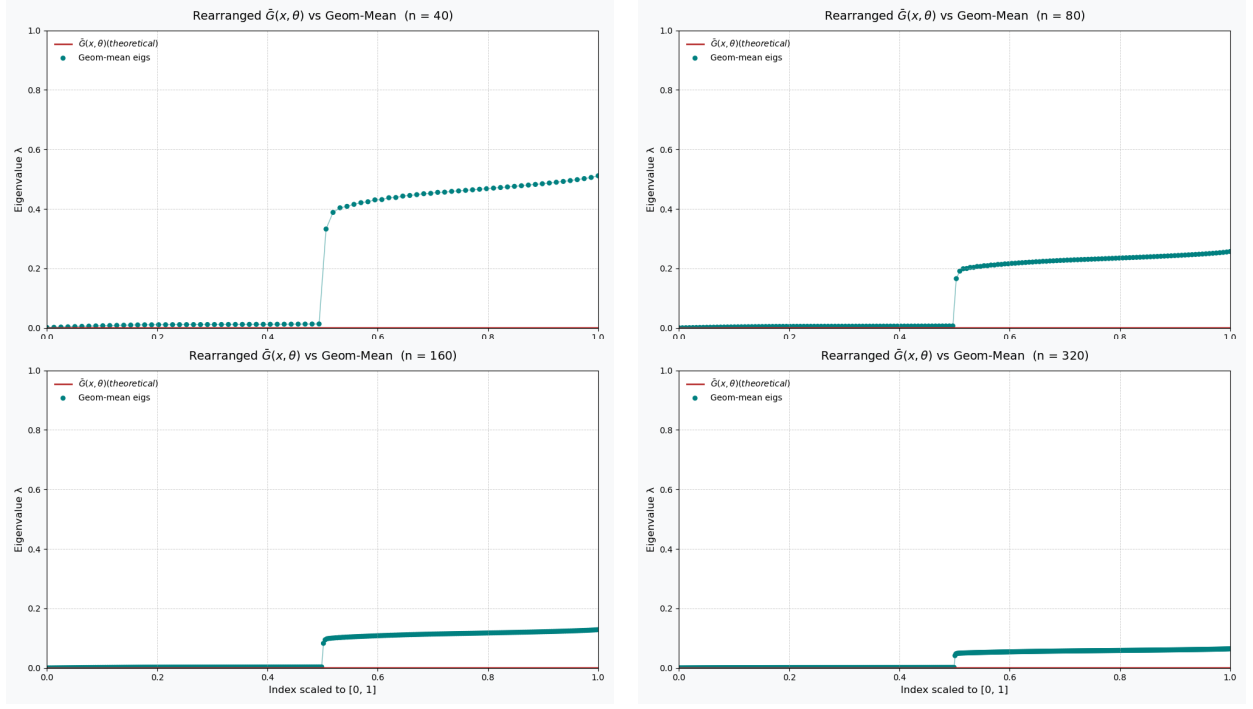 Rearranged Ḡ(x, θ) vs Geom-Mean (n = 40)
Ḡ(x, θ)(theoretical)
Geom-mean eigs
Eigenvalue λ
1.0
0.8
0.6
0.4
0.2
0.0
0.0 0.2 0.4 0.6 0.8 1.0
Rearranged Ḡ(x, θ) vs Geom-Mean (n = 80)
Ḡ(x, θ)(theoretical)
Geom-mean eigs
Eigenvalue λ
1.0
0.8
0.6
0.4
0.2
0.0
0.0 0.2 0.4 0.6 0.8 1.0
Rearranged Ḡ(x, θ) vs Geom-Mean (n = 160)
Ḡ(x, θ)(theoretical)
Geom-mean eigs
Eigenvalue λ
1.0
0.8
0.6
0.4
0.2
0.0
0.0 0.2 0.4 0.6 0.8 1.0
Index scaled to [0, 1]
Rearranged Ḡ(x, θ) vs Geom-Mean (n = 320)
Ḡ(x, θ)(theoretical)
Geom-mean eigs
Eigenvalue λ
1.0
0.8
0.6
0.4
0.2
0.0
0.0 0.2 0.4 0.6 0.8 1.0
Index scaled to [0, 1]